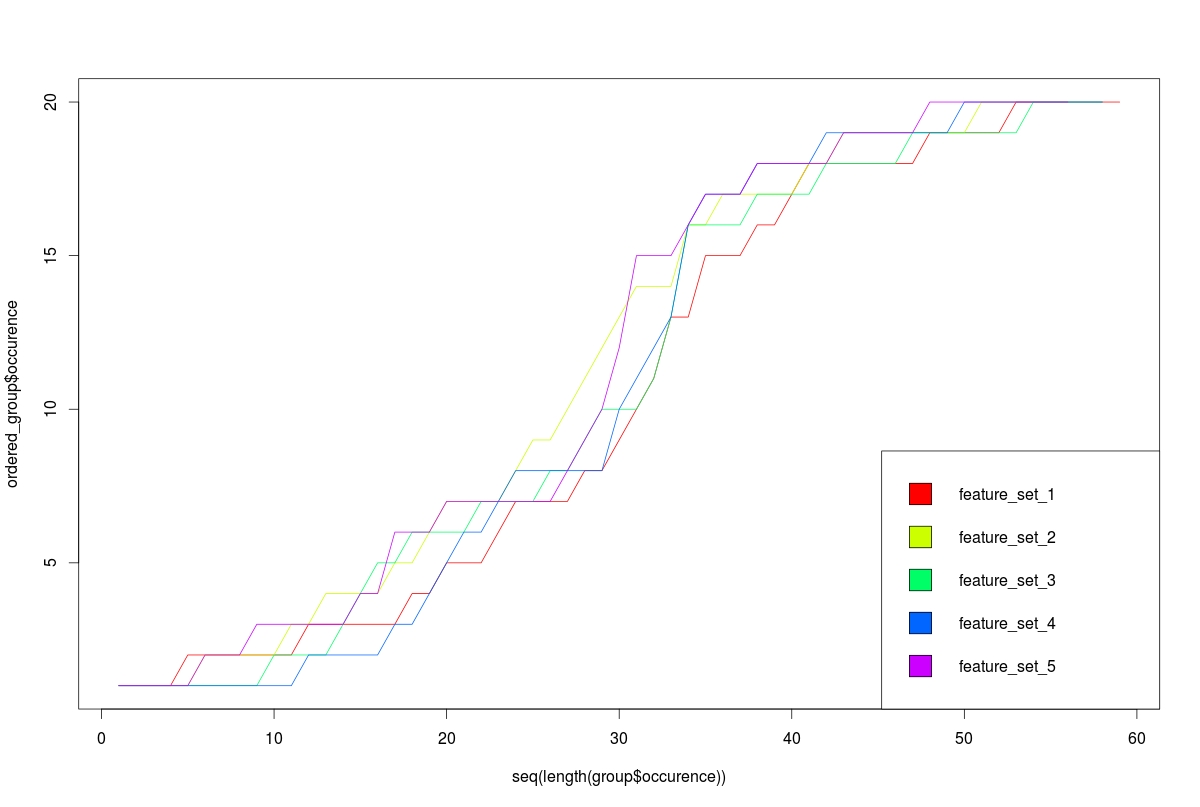 20
15
10
5
ordered_group$occurence
feature_set_1
feature_set_2
feature_set_3
feature_set_4
feature_set_5
0 10 20 30 40 50 60
seq(length(group$occurence))